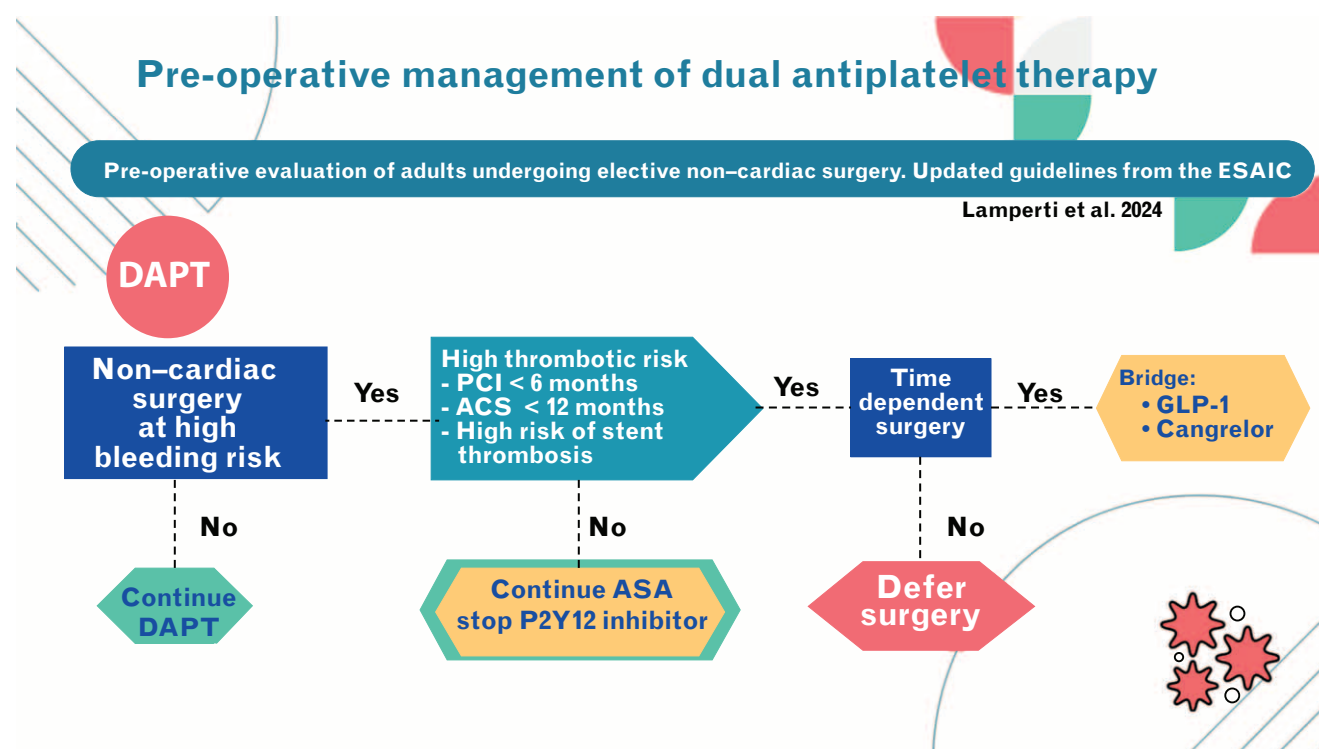 Pre-operative management of dual antiplatelet therapy
Pre-operative evaluation of adults undergoing elective non–cardiac surgery. Updated guidelines from the ESAIC
Lamperti et al. 2024
DAPT
Non–cardiac
surgery
at high
bleeding risk
Yes
High thrombotic risk
- PCI < 6 months
- ACS < 12 months
- High risk of stent
thrombosis
Yes
Time
dependent
surgery
Yes
Bridge:
• GLP-1
• Cangrelor
No
No
No
Continue
DAPT
Continue ASA
stop P2Y12 inhibitor
Defer
surgery